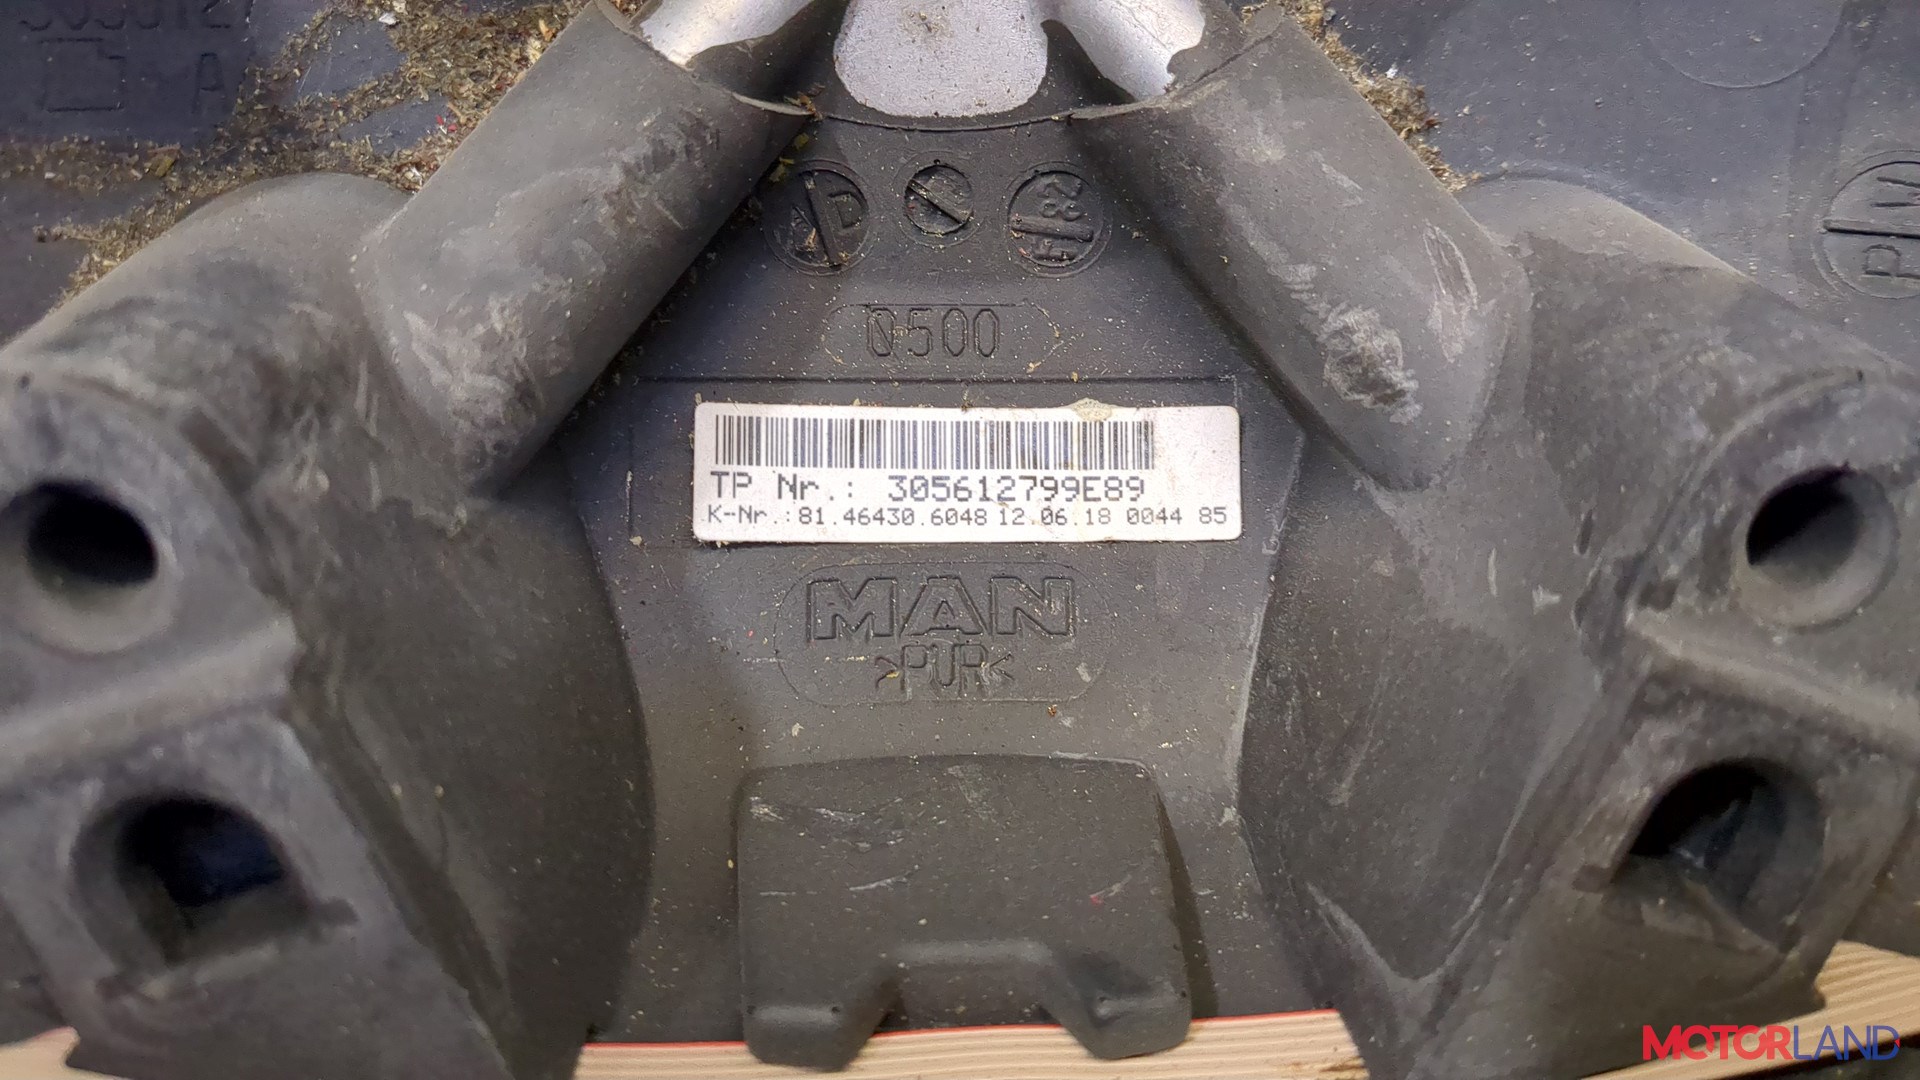 A
P W
0500
TP Nr.: 305612799E89
K-Nr.:81.46430.6048 12.06.18 0044 85
MAN
>PUR<
MOTORLAND